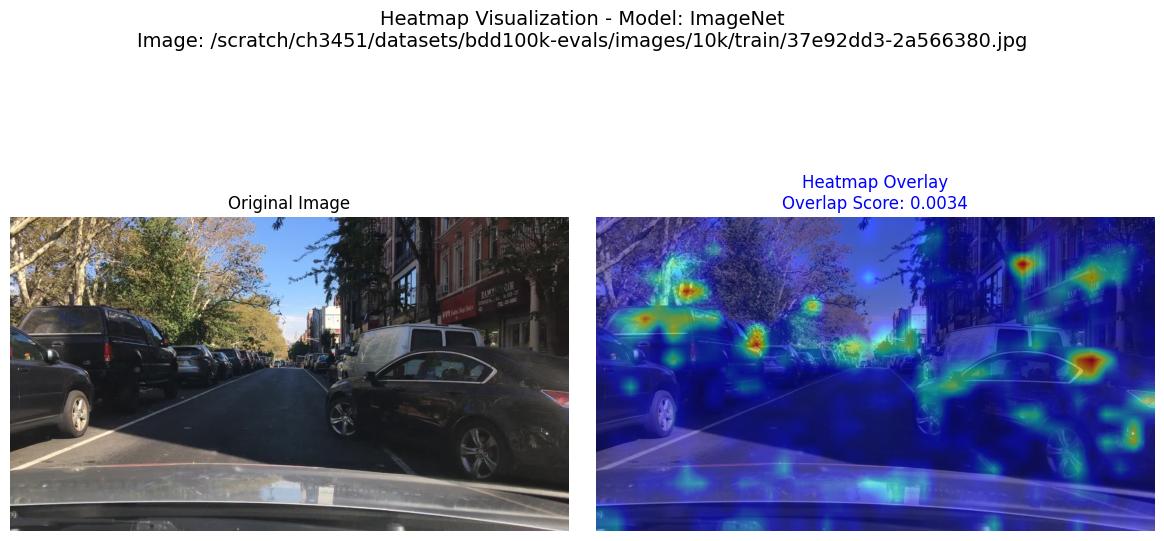 Heatmap Visualization - Model: ImageNet
Image: /scratch/ch3451/datasets/bdd100k-evals/images/10k/train/37e92dd3-2a566380.jpg
Original Image
Heatmap Overlay
Overlap Score: 0.0034